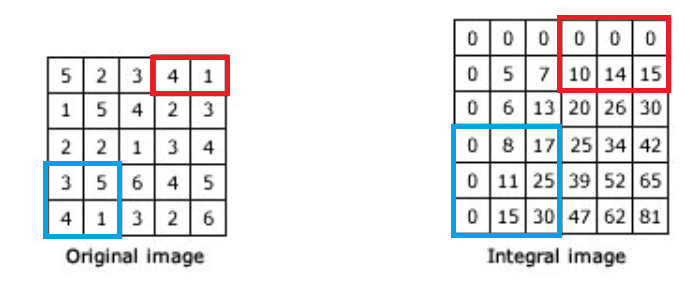 5 2 3 4 1
1 5 4 2 3
2 2 1 3 4
3 5 6 4 5
4 1 3 2 6
Original image
0 0 0 0 0 0
0 5 7 10 14 15
0 6 13 20 26 30
0 8 17 25 34 42
0 11 25 39 52 65
0 15 30 47 62 81
Integral image